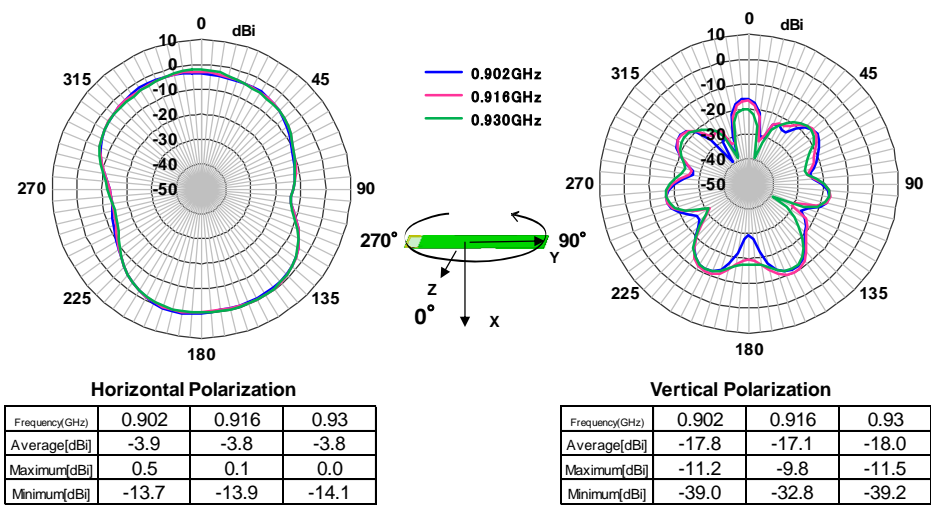 0
dBi
10
0
-10
-20
-30
-40
-50
315
45
270
90
225
135
180
0.902GHz
0.916GHz
0.930GHz
270°
90°
Y
Z
0°
X
0
dBi
10
0
-10
-20
-30
-40
-50
315
45
270
90
225
135
180
Horizontal Polarization
Frequency(GHz) 0.902 0.916 0.93
Average[dBi] -3.9 -3.8 -3.8
Maximum[dBi] 0.5 0.1 0.0
Minimum[dBi] -13.7 -13.9 -14.1
Vertical Polarization
Frequency(GHz) 0.902 0.916 0.93
Average[dBi] -17.8 -17.1 -18.0
Maximum[dBi] -11.2 -9.8 -11.5
Minimum[dBi] -39.0 -32.8 -39.2